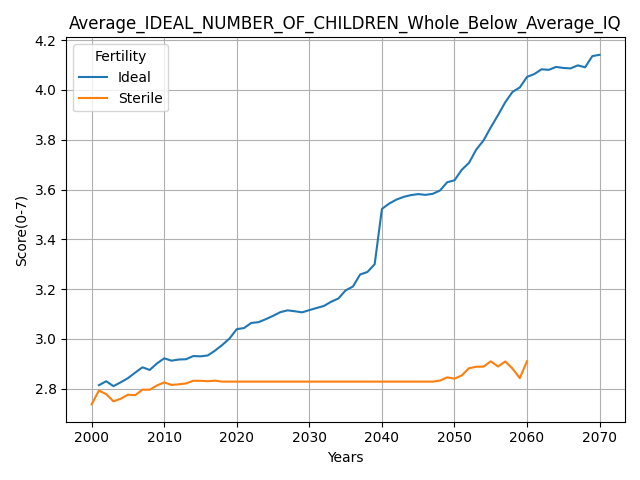 Average_IDEAL_NUMBER_OF_CHILDREN_Whole_Below_Average_IQ
Fertility
Ideal
Sterile
Score(0-7)
4.2
4.0
3.8
3.6
3.4
3.2
3.0
2.8
2000 2010 2020 2030 2040 2050 2060 2070
Years